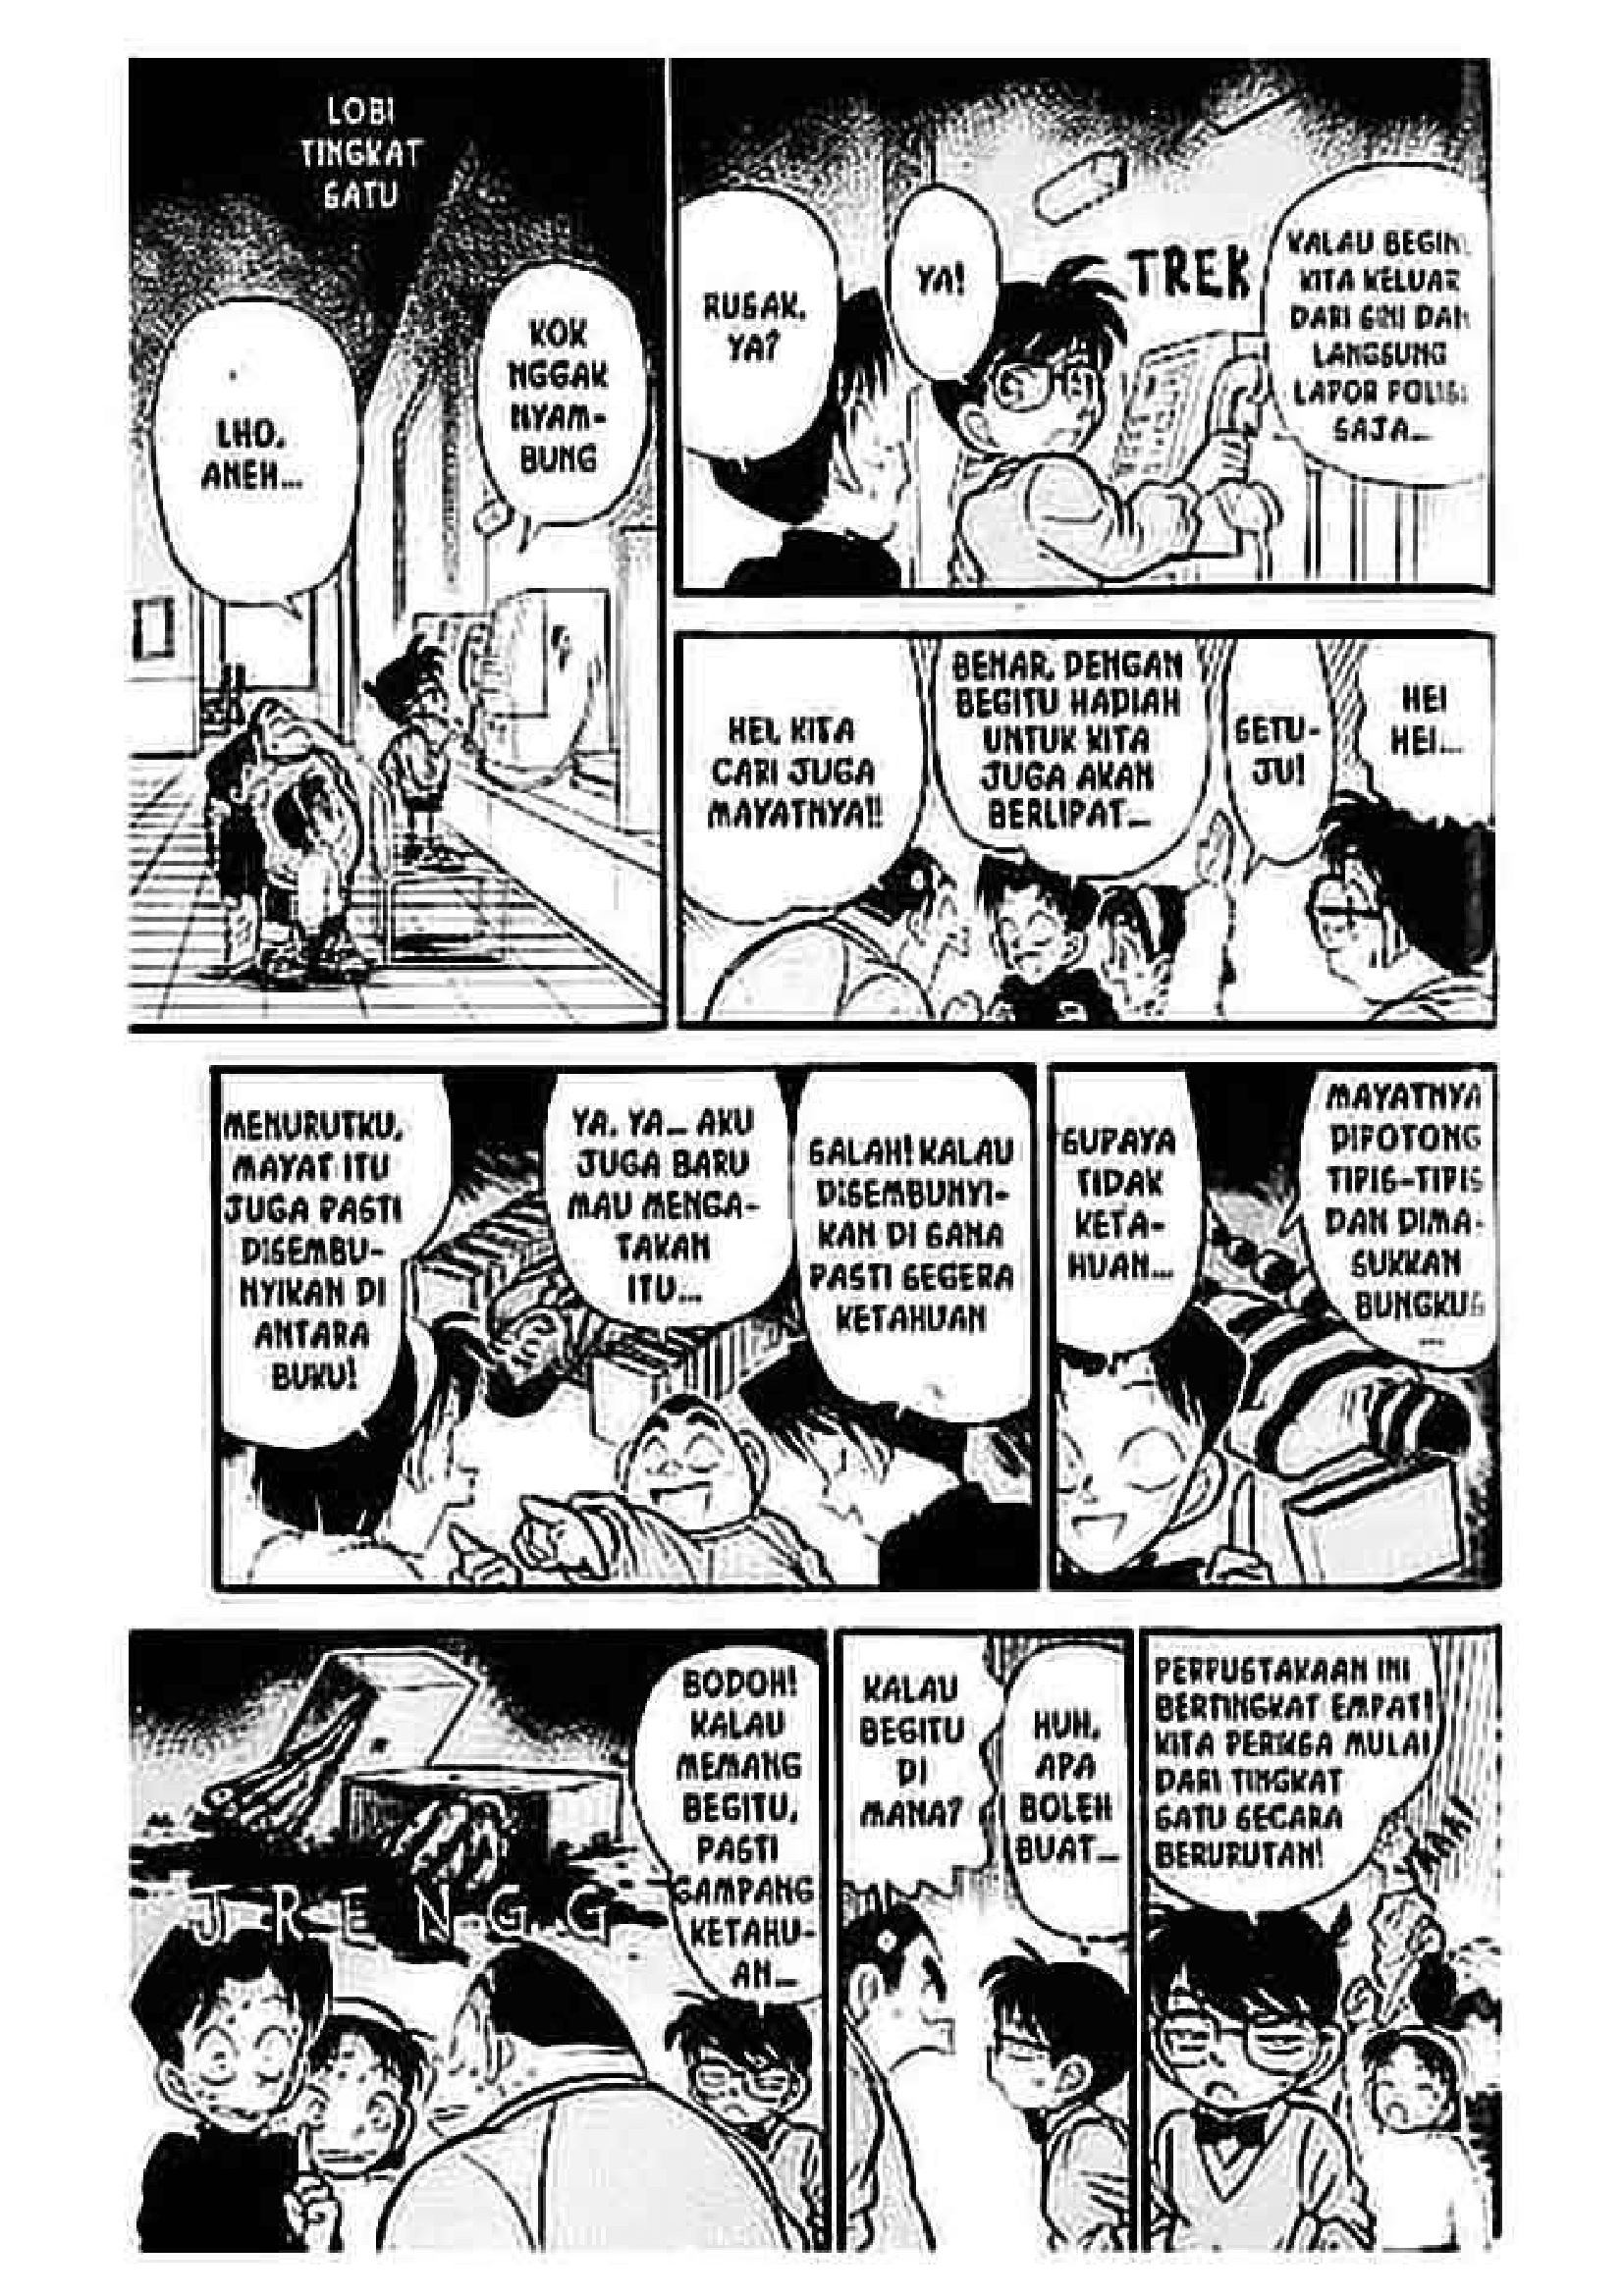 LOBI
TINGKAT
SATU
LHO,
ANEH...
KOK
NGGAK
NYAM-
BUNG
RUSAK,
YA?
YA!
TREK
KALAU BEGINI
KITA KELUAR
DARI SINI DAN
LANGSUNG
LAPOR POLISI
SAJA...
HEI, KITA
CARI JUGA
MAYATNYA!!
BENAR, DENGAN
BEGITU HADIAH
UNTUK KITA
JUGA AKAN
BERLIPAT...
SETU-
JU!
HEI
HEI...
MENURUTKU,
MAYAT ITU
JUGA PASTI
DISEMBU-
NYIKAN DI
ANTARA
BUKU!
YA, YA... AKU
JUGA BARU
MAU MENGA-
TAKAN
ITU...
SALAH! KALAU
DISEMBUNYI-
KAN DI SANA
PASTI SEGERA
KETAHUAN
MAYATNYA
DIPOTONG
TIPIS-TIPIS
DAN DIMA-
SUKKAN
BUNGKUS
...
SUPAYA
TIDAK
KETA-
HUAN...
JRENGG
BODOH!
KALAU
MEMANG
BEGITU,
PASTI
GAMPANG
KETAHU-
AN...
KALAU
BEGITU
DI
MANA?
HUH,
APA
BOLEH
BUAT...
PERPUSTAKAAN INI
BERTINGKAT EMPAT!
KITA PERIKSA MULAI
DARI TINGKAT
SATU SECARA
BERURUTAN!
YAAA!